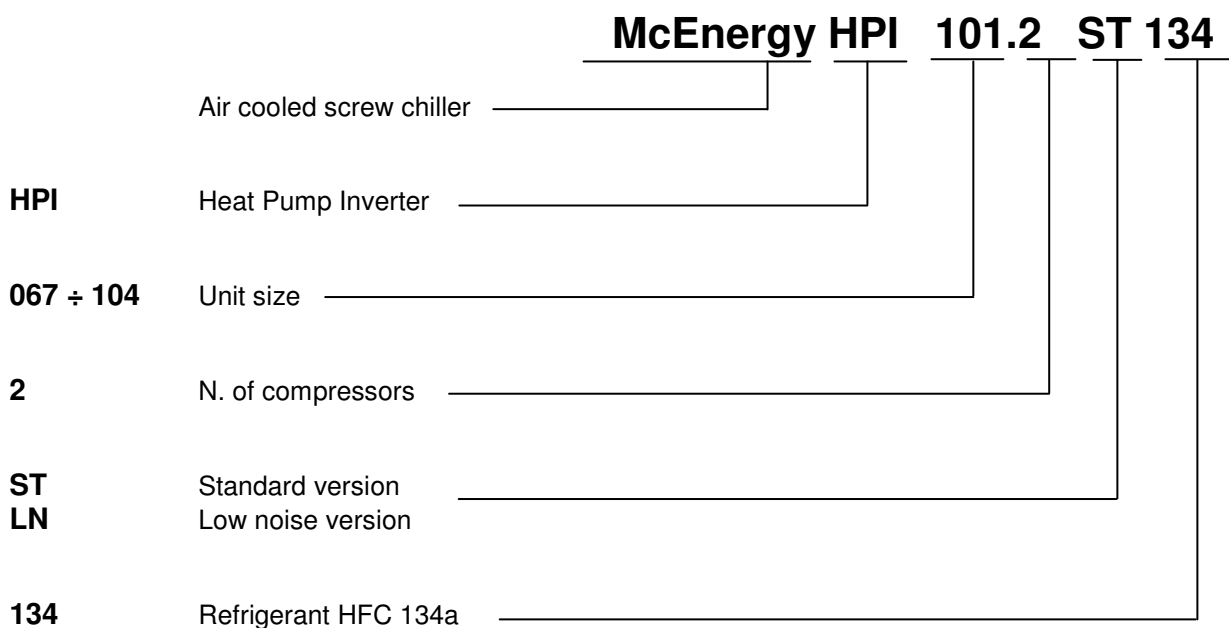 McEnergy HPI 101.2 ST 134
Air cooled screw chiller
HPI Heat Pump Inverter
067 ÷ 104 Unit size
2 N. of compressors
ST Standard version
LN Low noise version
134 Refrigerant HFC 134a